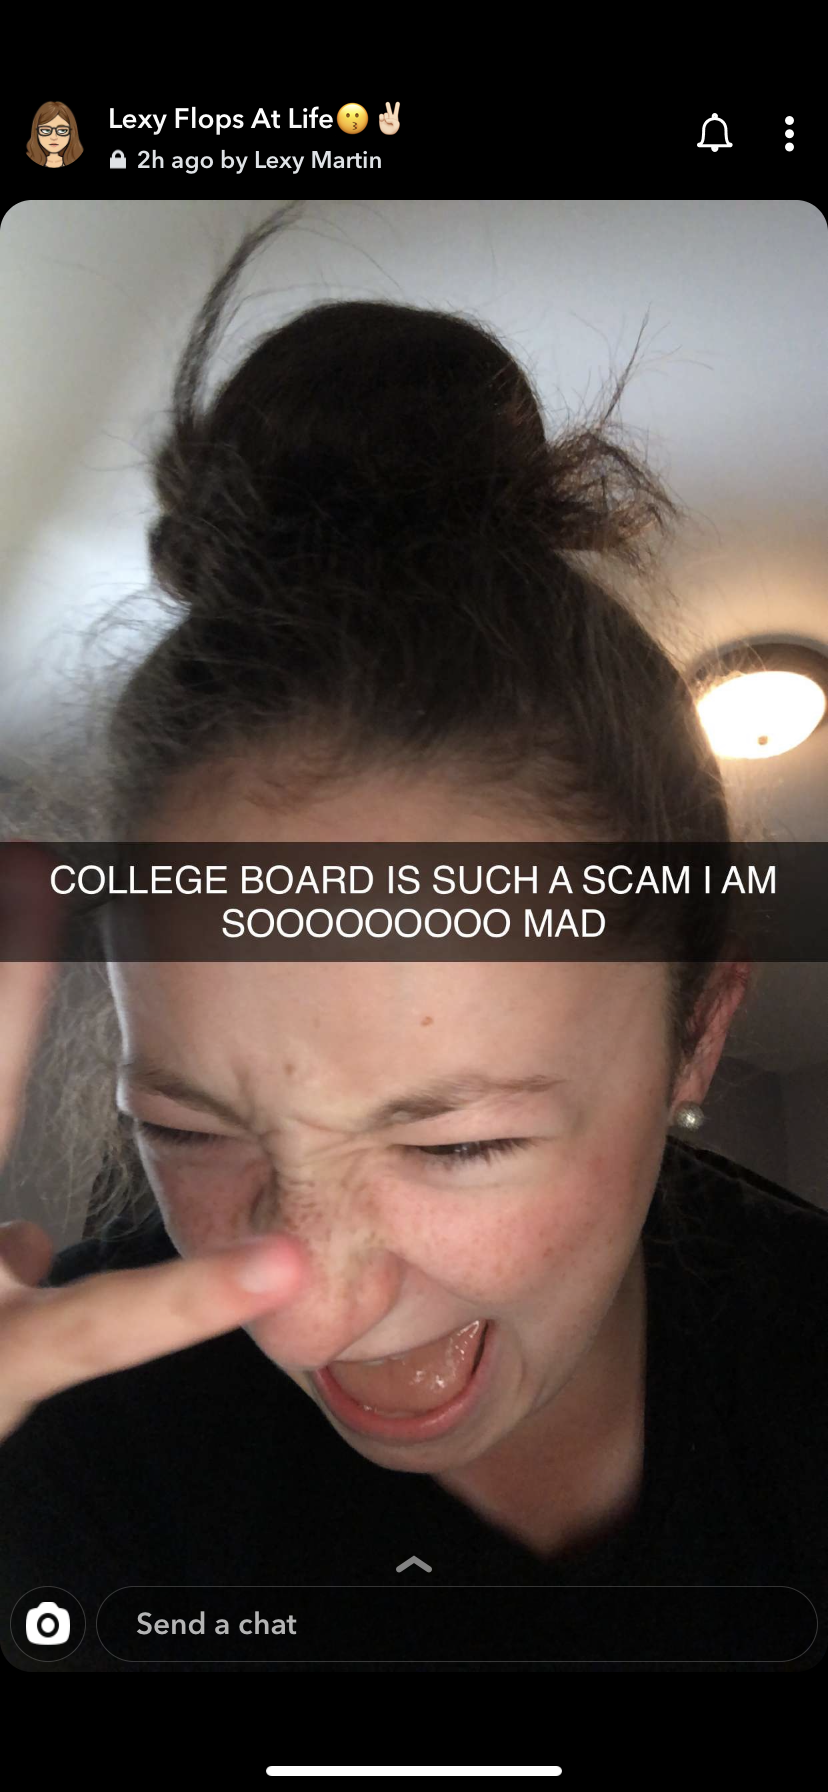 Lexy Flops At Life😗✌🏻
2h ago by Lexy Martin
COLLEGE BOARD IS SUCH A SCAM I AM
SOOOOOOOOO MAD
Send a chat